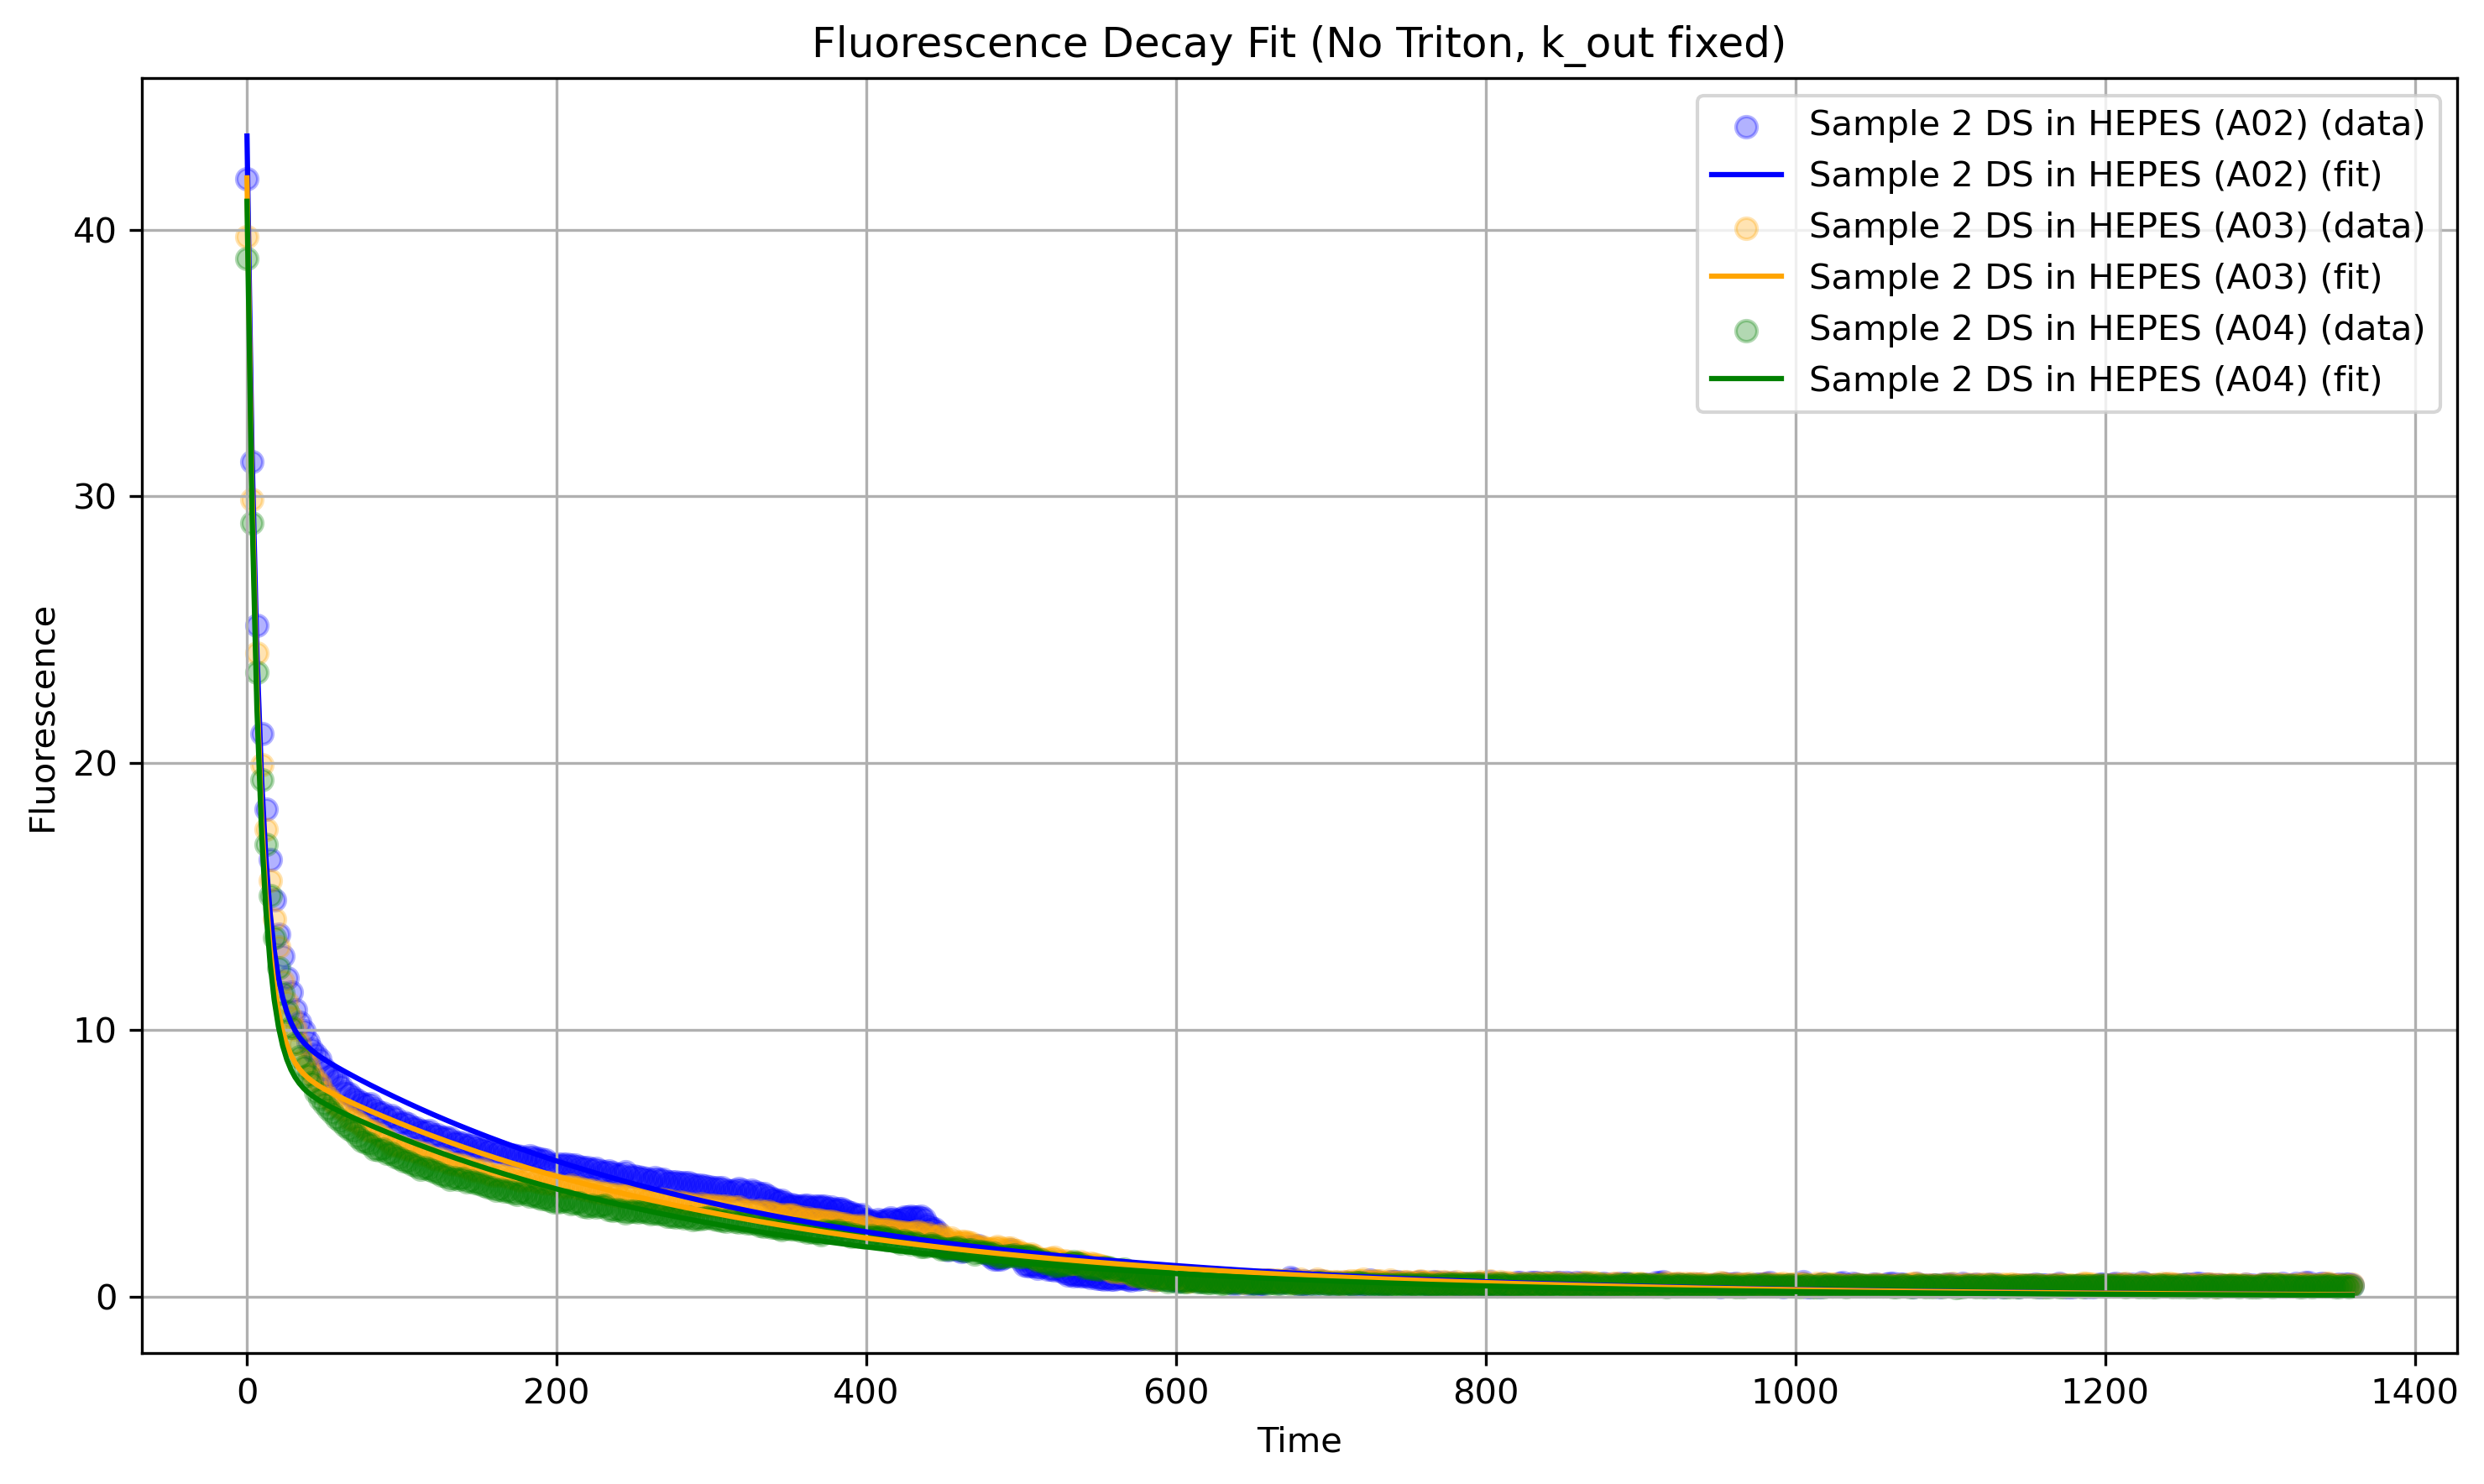 Fluorescence Decay Fit (No Triton, k_out fixed)
Sample 2 DS in HEPES (A02) (data)
Sample 2 DS in HEPES (A02) (fit)
Sample 2 DS in HEPES (A03) (data)
Sample 2 DS in HEPES (A03) (fit)
Sample 2 DS in HEPES (A04) (data)
Sample 2 DS in HEPES (A04) (fit)
Fluorescence
40
30
20
10
0
0 200 400 600 800 1000 1200 1400
Time